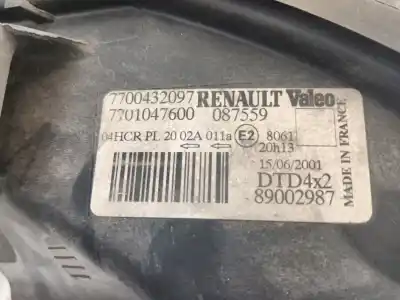 7700432097 RENAULT Valeo
7701047600 087559
04HCR PL 20 02A 011a E2 8061
20h13
15/06/2001
DTD4x2
89002987
MADE IN FRANCE